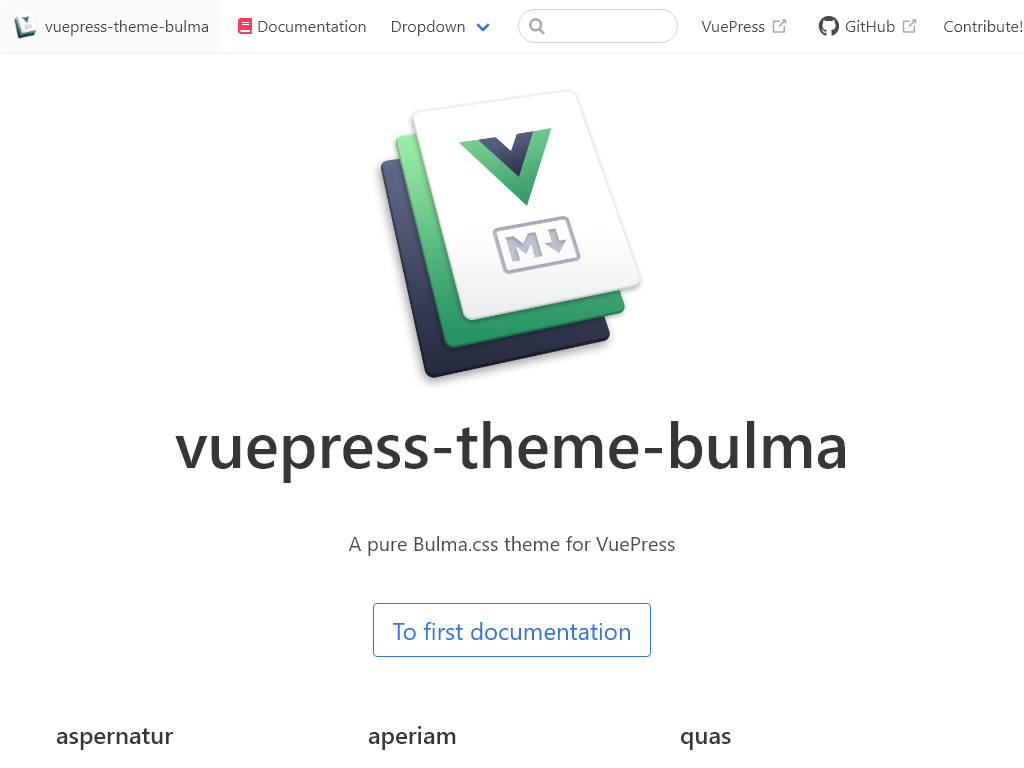 vuepress-theme-bulma Documentation Dropdown VuePress GitHub Contribute!
M
vuepress-theme-bulma
A pure Bulma.css theme for VuePress
To first documentation
aspernatur aperiam quas